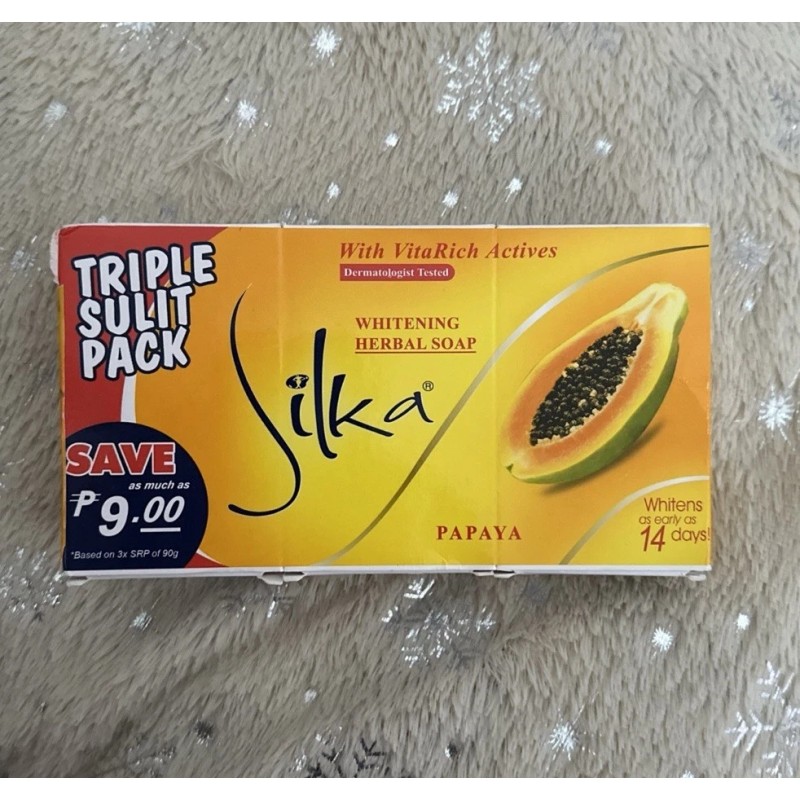 TRIPLE
SULIT
PACK
SAVE
as much as
₱9.00
*Based on 3x SRP of 90g
With VitaRich Actives
Dermatologist Tested
WHITENING
HERBAL SOAP
Silka®
PAPAYA
Whitens
as early as
14 days!